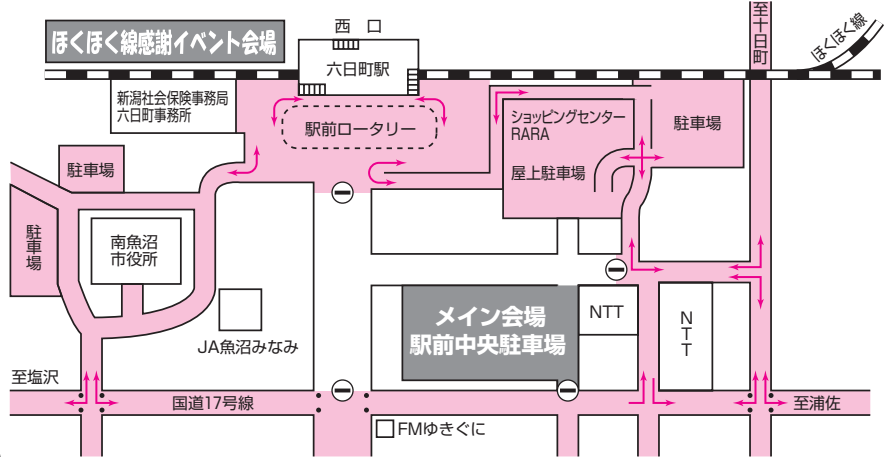 西 口
ほくほく線感謝イベント会場
六日町駅
至十日町
ほくほく線
新潟社会保険事務局
六日町事務所
駅前ロータリー
ショッピングセンター
RARA
屋上駐車場
駐車場
駐車場
駐車場
南魚沼
市役所
JA魚沼みなみ
メイン会場
駅前中央駐車場
NTT
NTT
至塩沢
国道17号線
至浦佐
FMゆきぐに